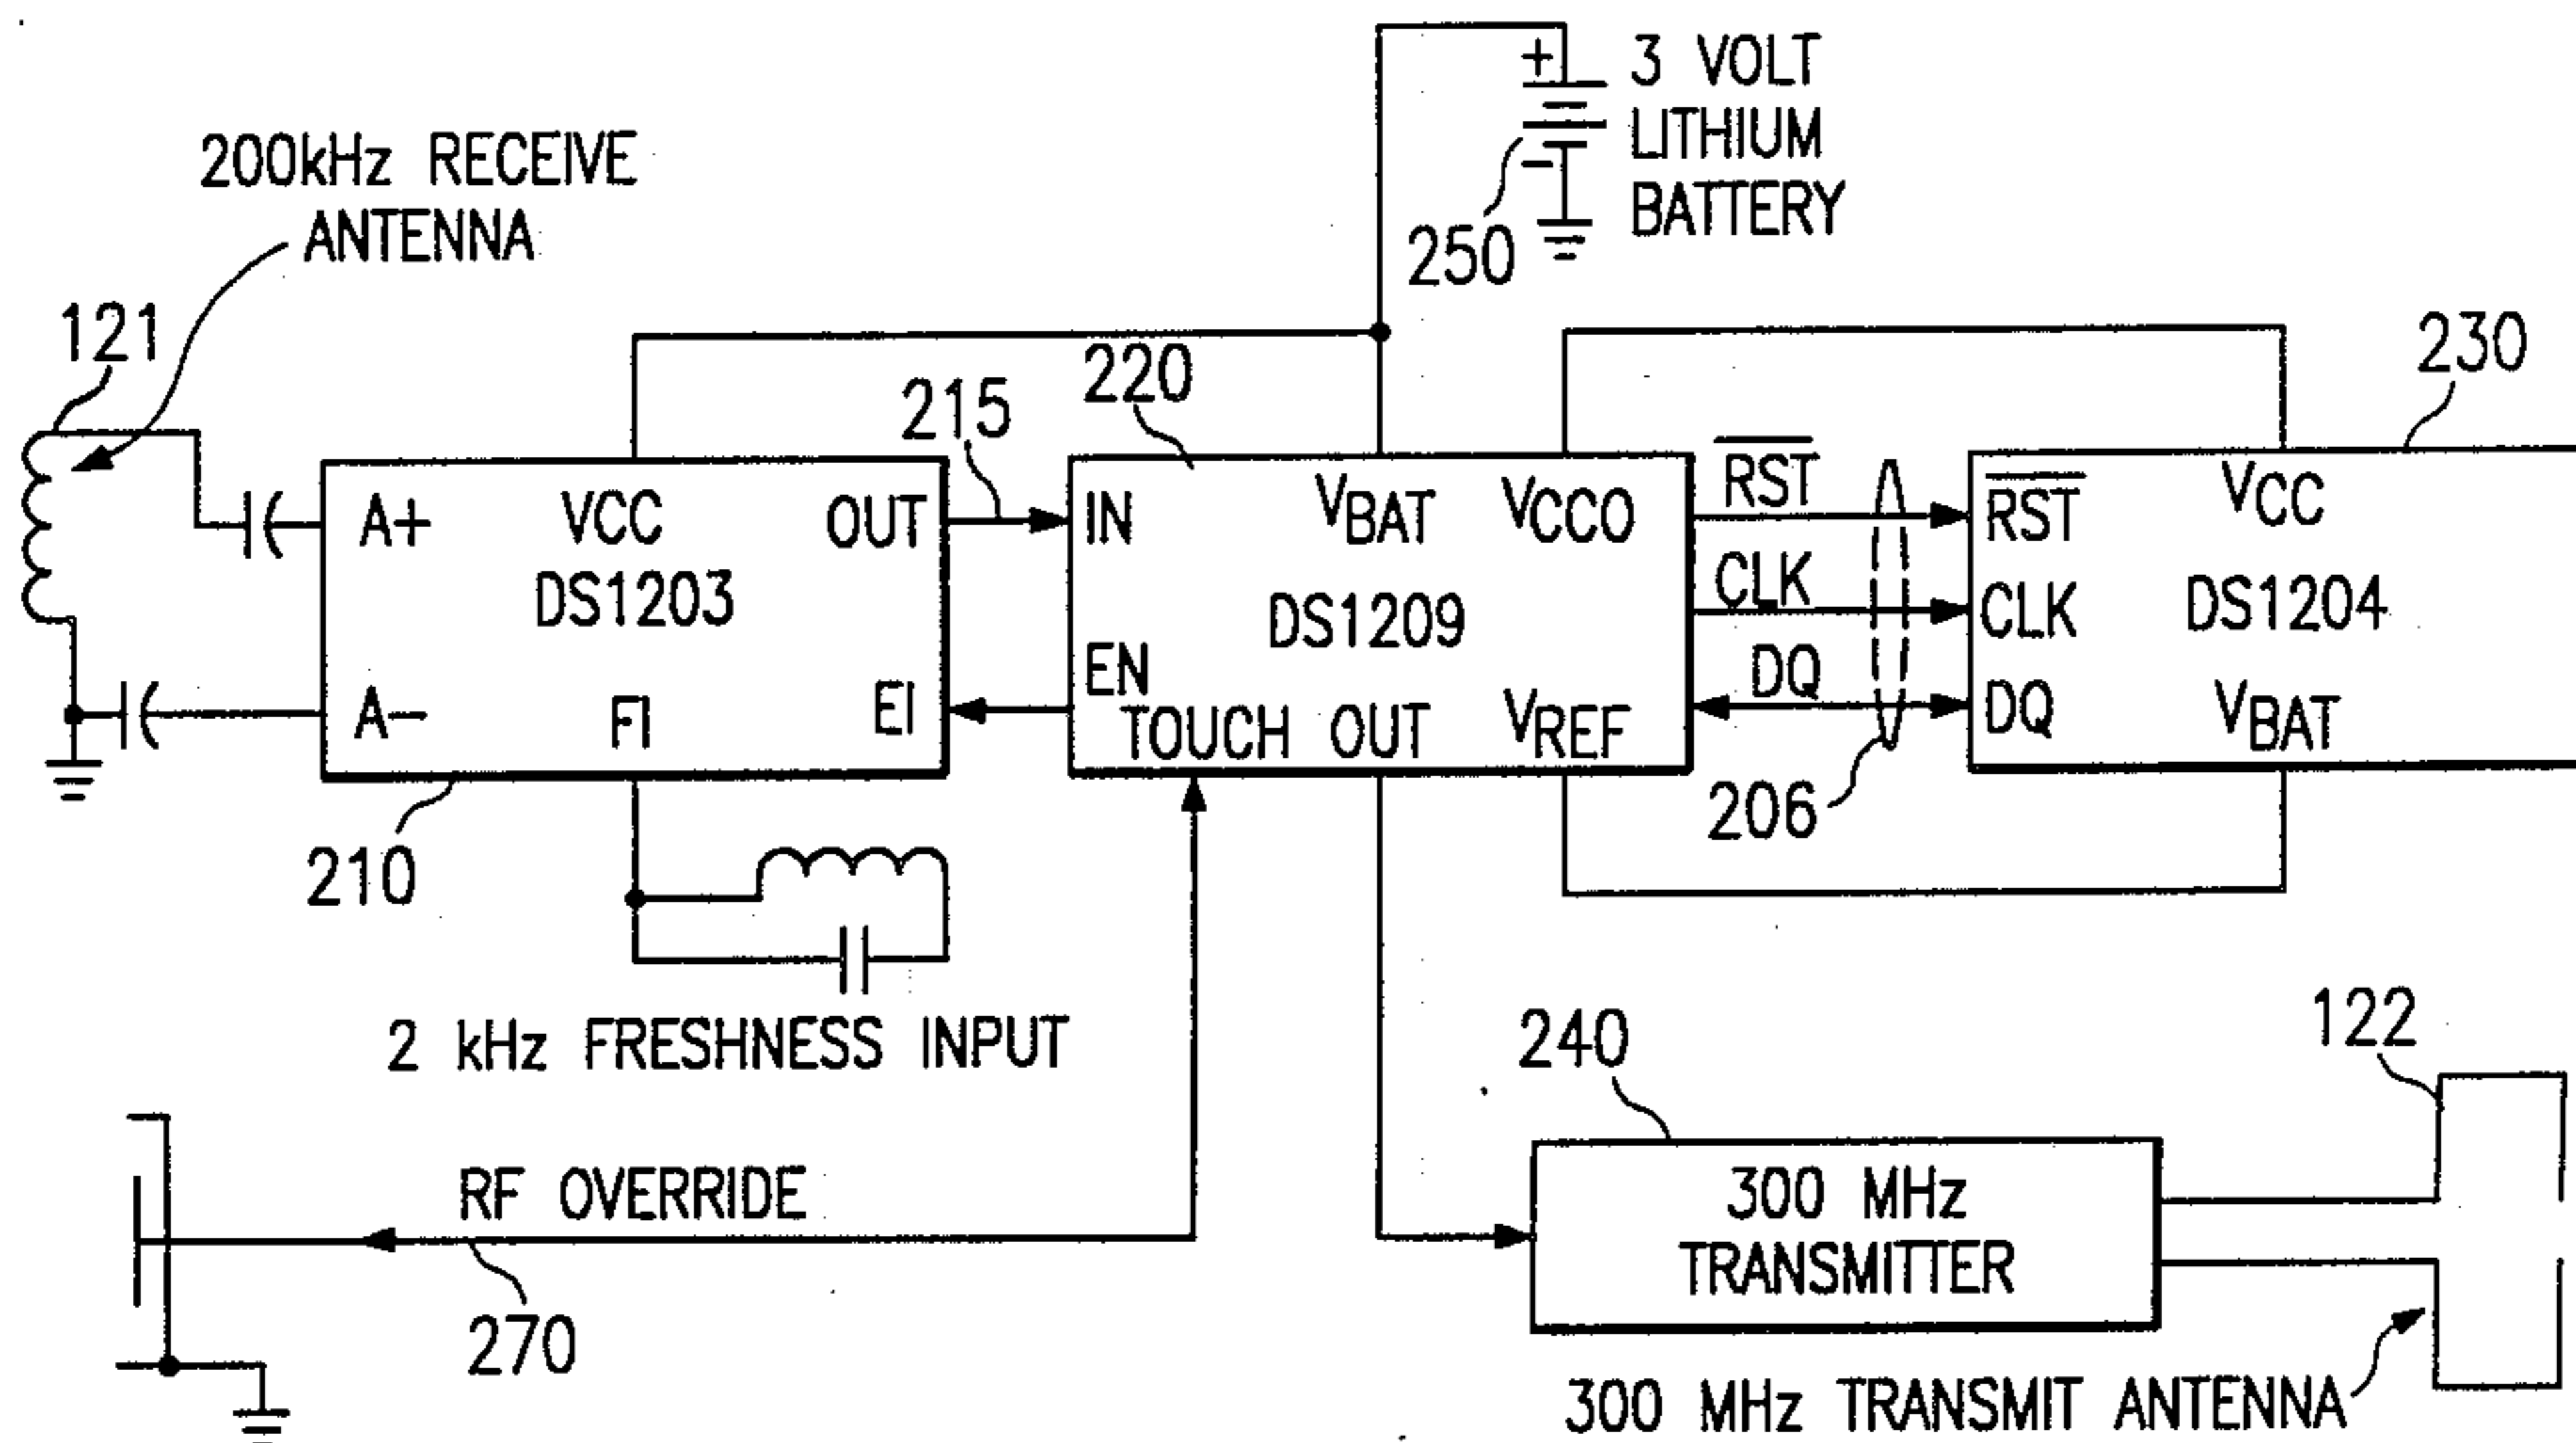 +
3 VOLT
LITHIUM
BATTERY
−
250
200kHz RECEIVE
ANTENNA
121
215
220
230
A+
VCC
OUT
DS1203
A−
FI
EI
210
IN
VBAT
VCCO
DS1209
EN
TOUCH
OUT
VREF
RST
CLK
DQ
206
RST
VCC
CLK
DS1204
DQ
VBAT
2 kHz FRESHNESS INPUT
RF OVERRIDE
270
240
122
300 MHz
TRANSMITTER
300 MHz TRANSMIT ANTENNA